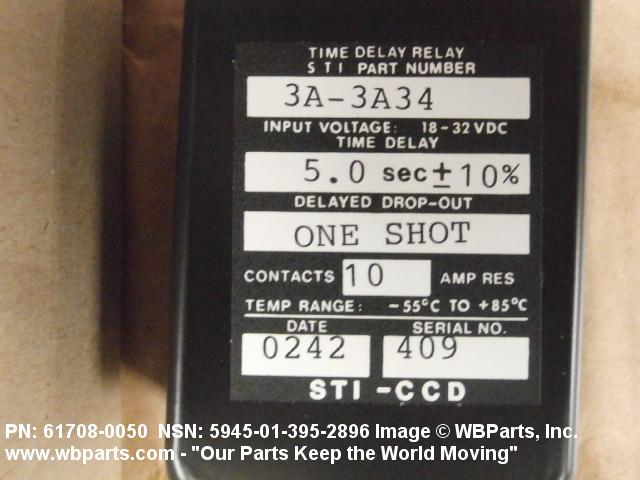 TIME DELAY RELAY
STI PART NUMBER
3A-3A34
INPUT VOLTAGE: 18-32 VDC
TIME DELAY
5.0 sec ± 10%
DELAYED DROP-OUT
ONE SHOT
CONTACTS 10 AMP RES
TEMP RANGE: -55°C TO +85°C
DATE SERIAL NO.
0242 409
STI-CCD
PN: 61708-0050 NSN: 5945-01-395-2896 Image © WBParts, Inc.
www.wbparts.com - "Our Parts Keep the World Moving"